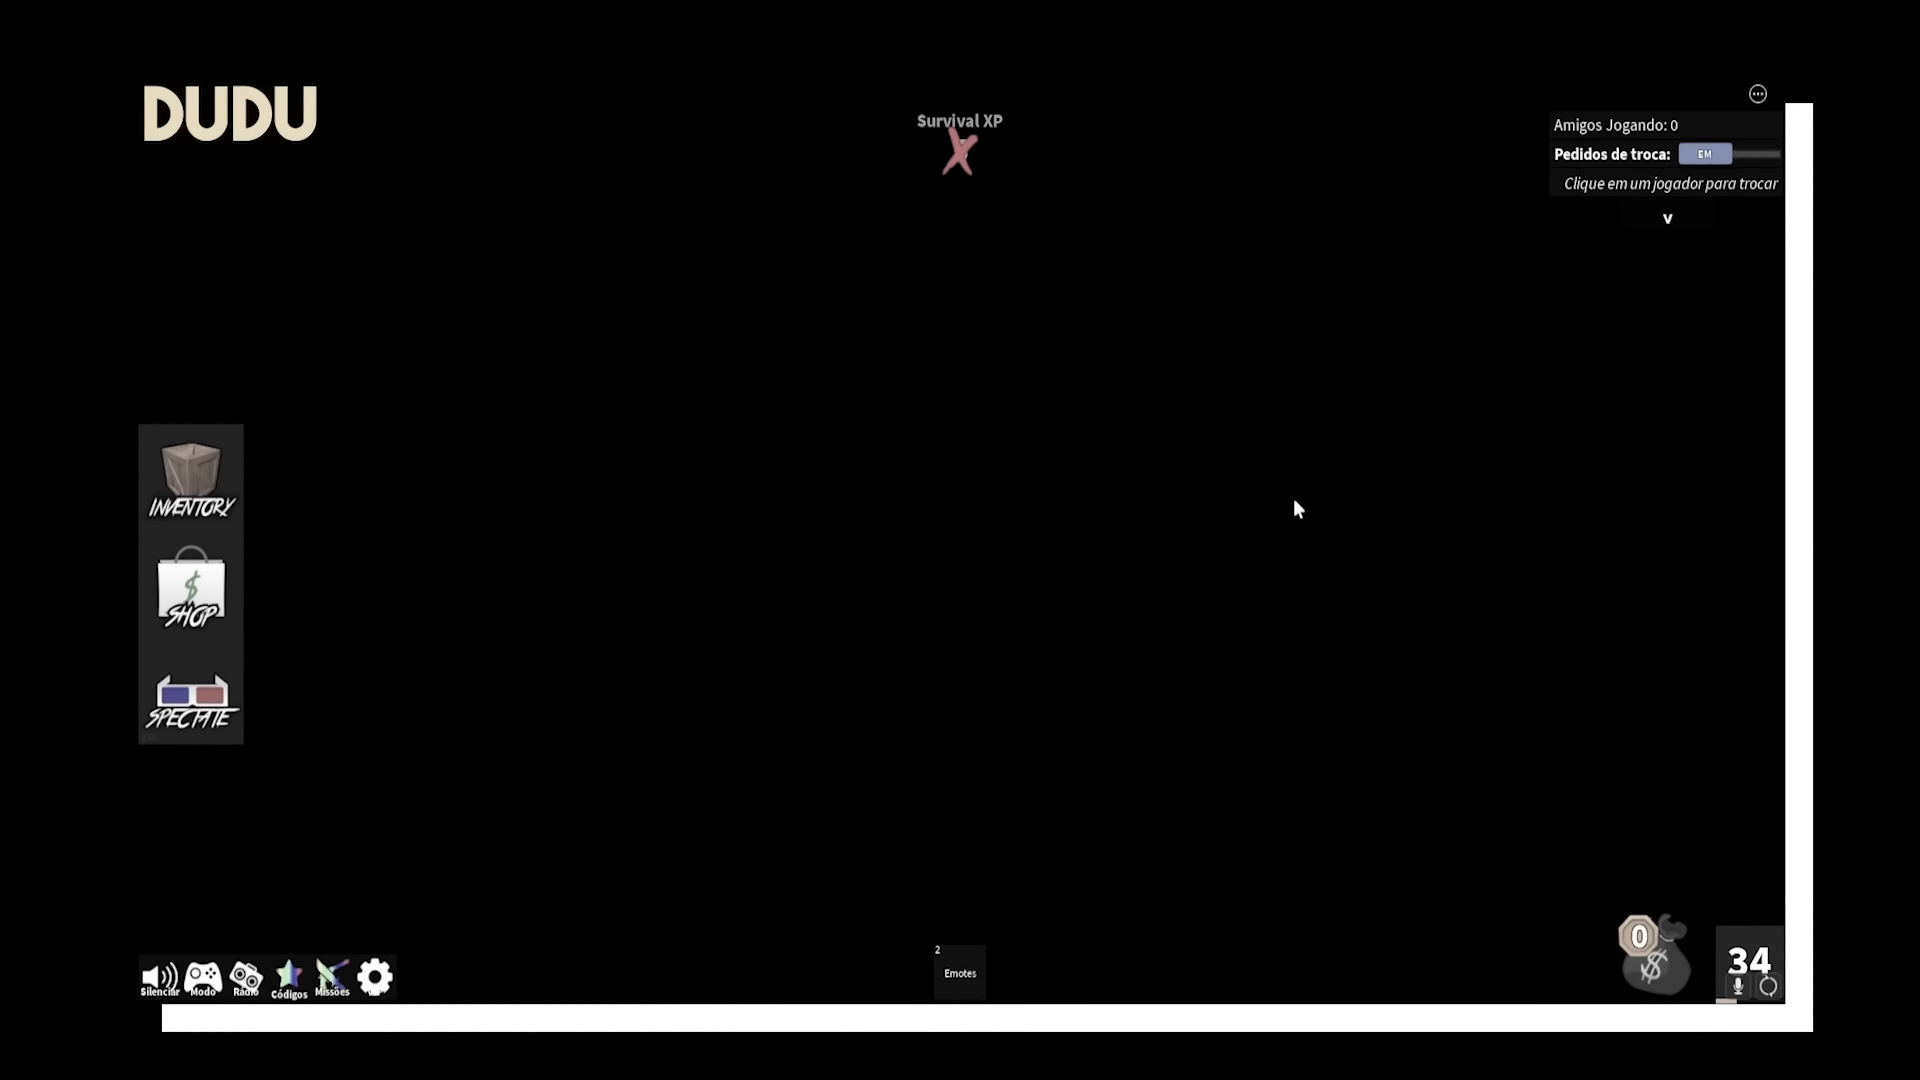 DUDU
Survival XP
Amigos Jogando: 0
Pedidos de troca: EM
Clique em um jogador para trocar
v
INVENTORY
$
SHOP
SPECTATE
2
Emotes
Silenciar Modo Rádio Códigos Missões
0
$
34